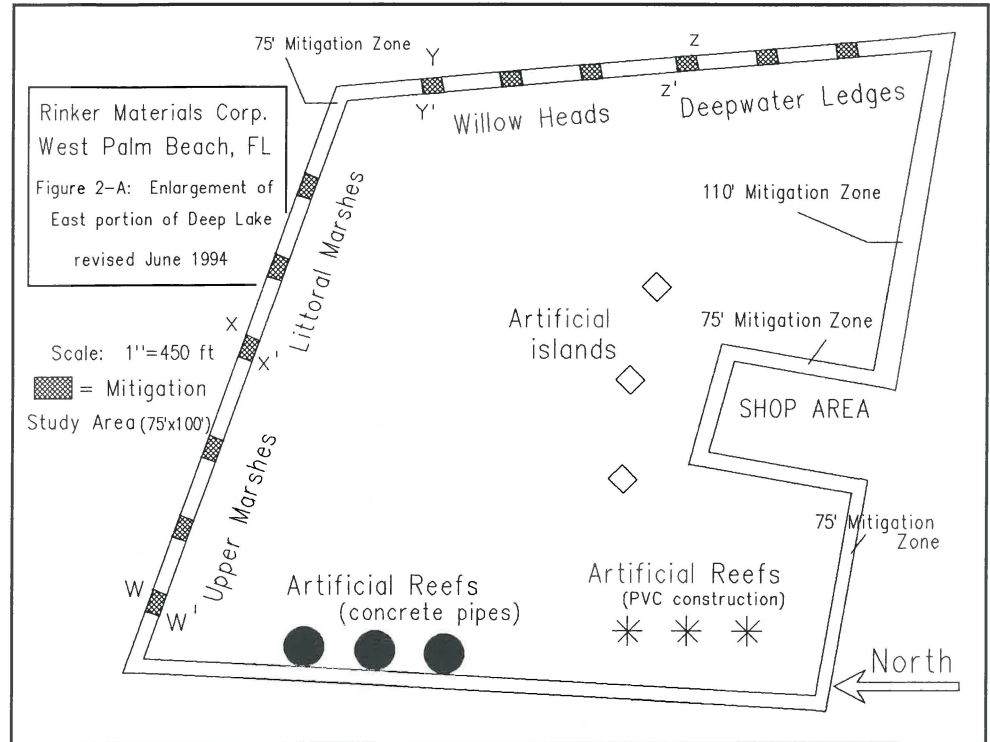 75' Mitigation Zone
Y
Y'
Z
Z'
Willow Heads
Deepwater Ledges
Rinker Materials Corp.
West Palm Beach, FL
Figure 2-A: Enlargement of
East portion of Deep Lake
revised June 1994
110' Mitigation Zone
Littoral Marshes
Artificial
islands
75' Mitigation Zone
X
X'
Scale: 1''=450 ft
= Mitigation
Study Area (75'x100')
SHOP AREA
Upper Marshes
75' Mitigation
Zone
W
W'
Artificial Reefs
(concrete pipes)
Artificial Reefs
(PVC construction)
North